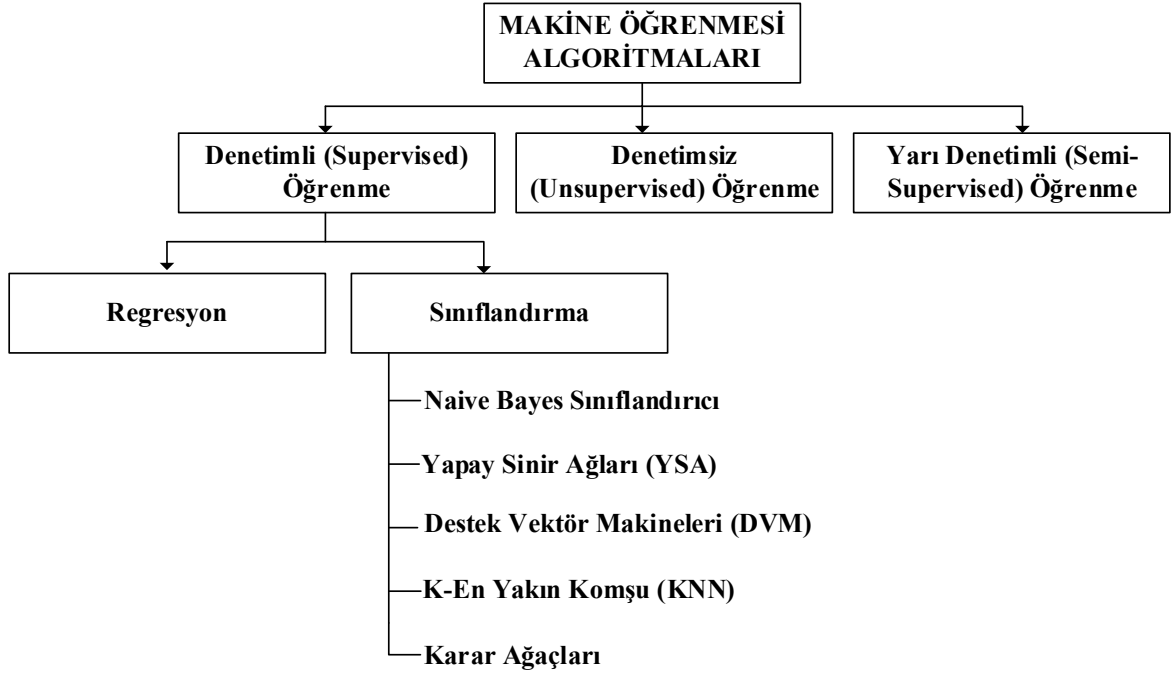 MAKİNE ÖĞRENMESİ
ALGORİTMALARI
Denetimli (Supervised)
Öğrenme
Denetimsiz
(Unsupervised) Öğrenme
Yarı Denetimli (Semi-
Supervised) Öğrenme
Regresyon
Sınıflandırma
Naive Bayes Sınıflandırıcı
Yapay Sinir Ağları (YSA)
Destek Vektör Makineleri (DVM)
K-En Yakın Komşu (KNN)
Karar Ağaçları